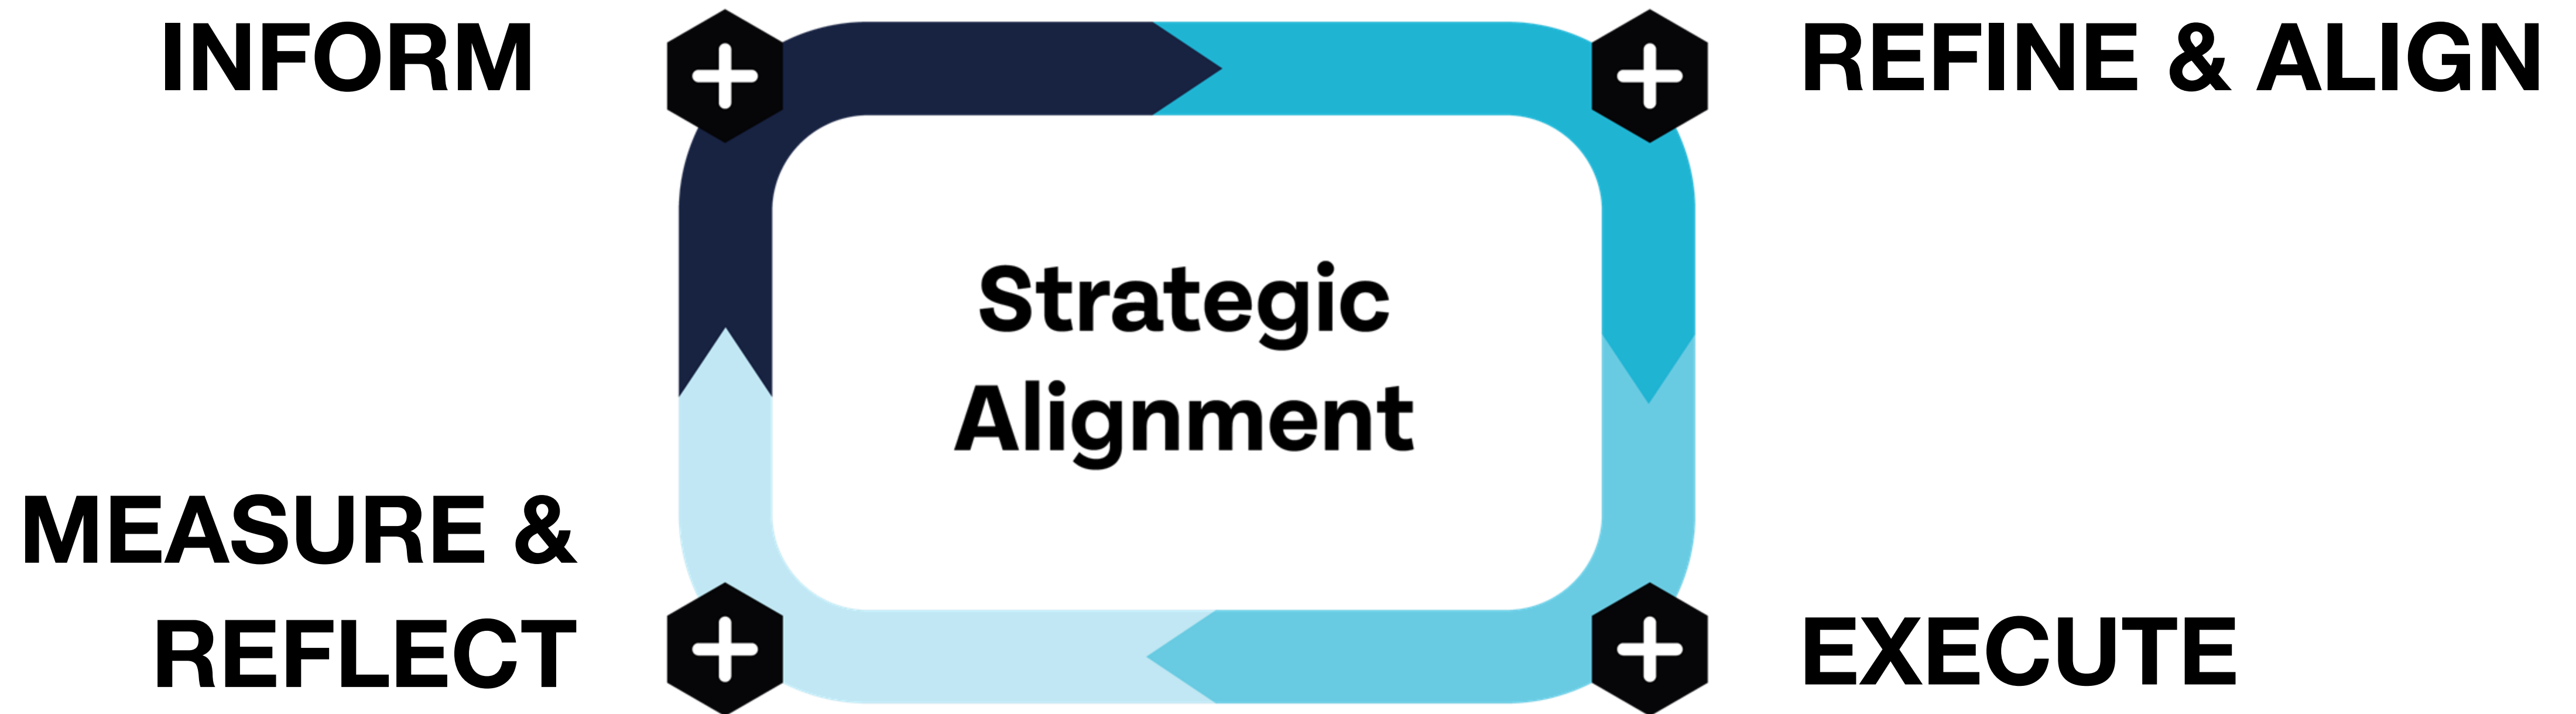 INFORM
REFINE & ALIGN
Strategic
Alignment
MEASURE &
REFLECT
EXECUTE